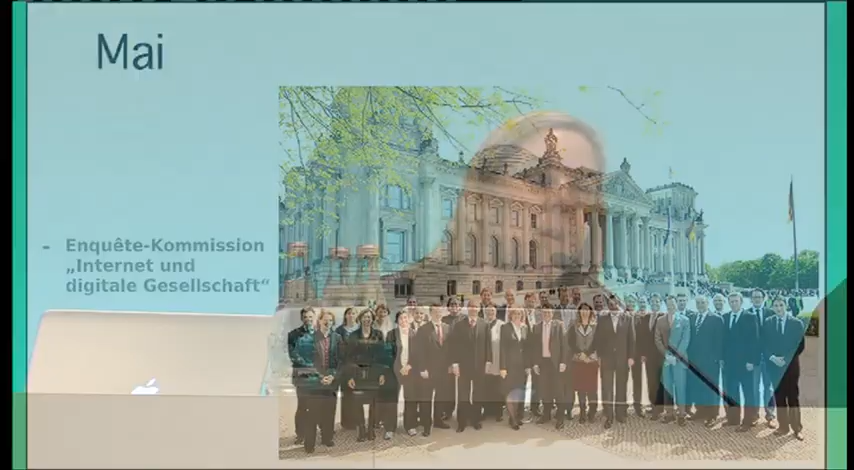 Mai
- Enquête-Kommission
„Internet und
digitale Gesellschaft“